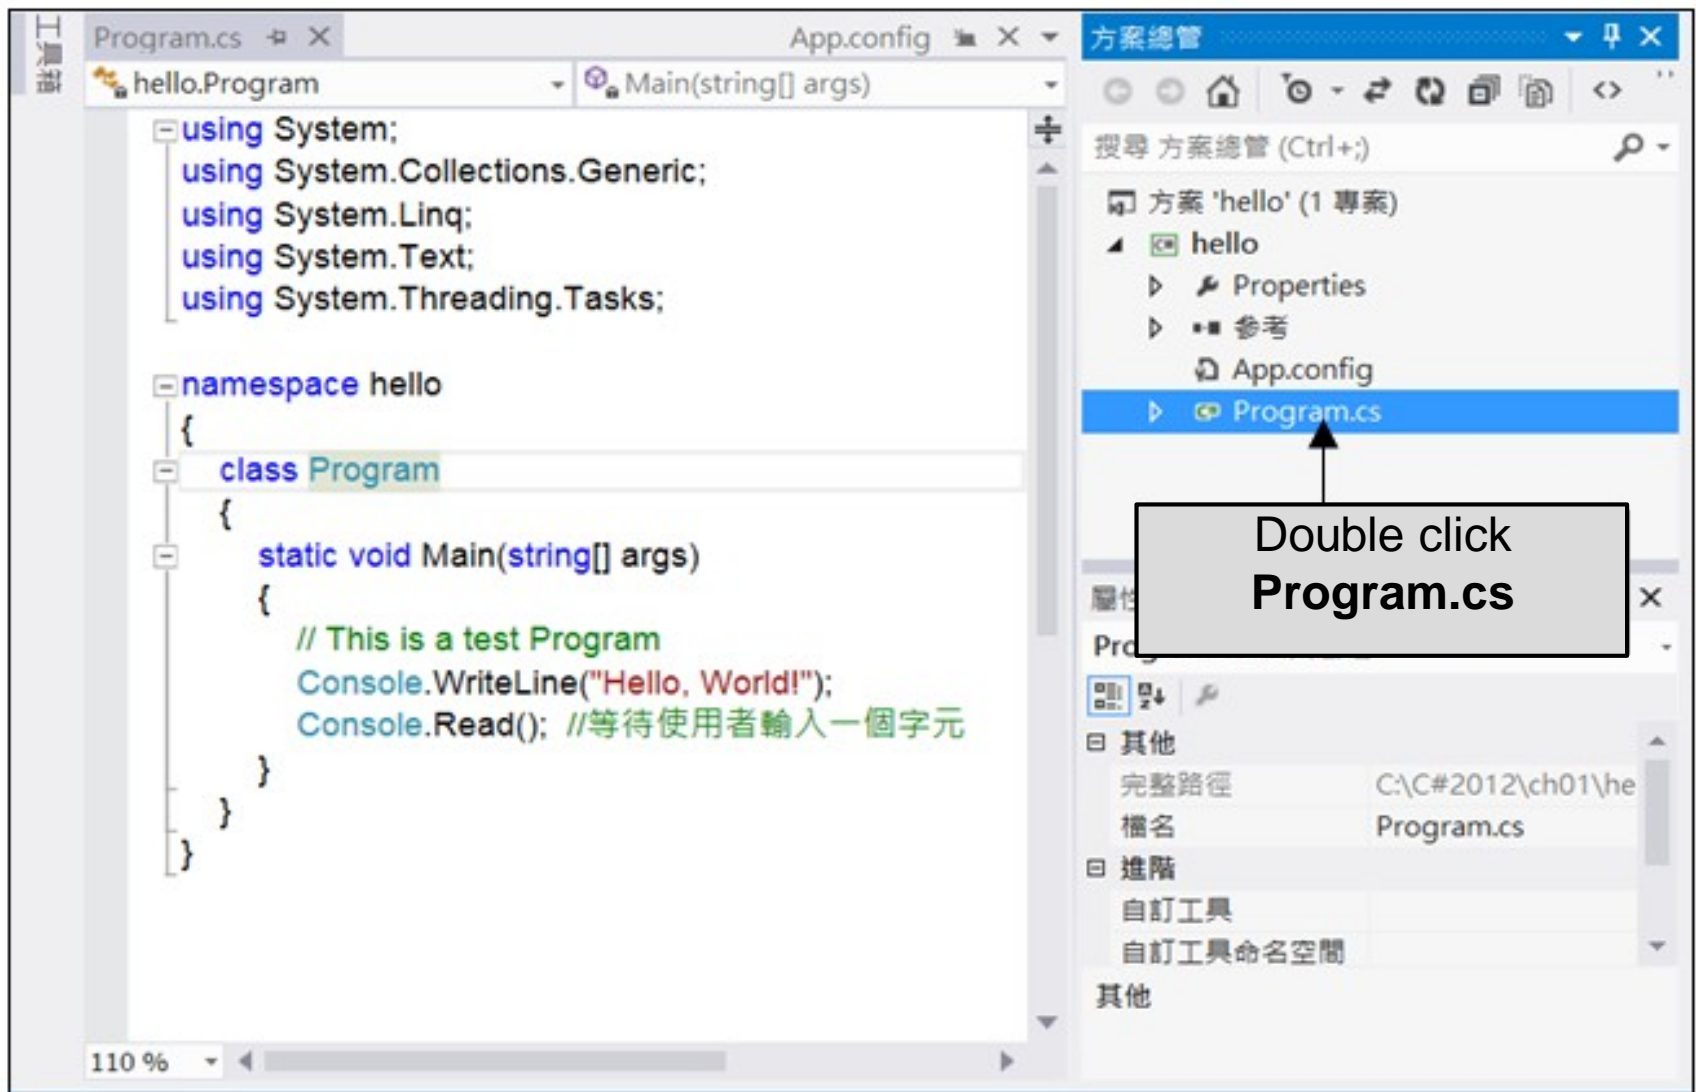 工具箱
Program.cs
App.config
hello.Program
Main(string[] args)
using System;
using System.Collections.Generic;
using System.Linq;
using System.Text;
using System.Threading.Tasks;
namespace hello
{
class Program
{
static void Main(string[] args)
{
// This is a test Program
Console.WriteLine("Hello, World!");
Console.Read(); //等待使用者輸入一個字元
}
}
}
110 %
方案總管
搜尋 方案總管 (Ctrl+;)
方案 'hello' (1 專案)
hello
Properties
參考
App.config
Program.cs
Double click
Program.cs
其他
完整路徑 C:\C#2012\ch01\he
檔名 Program.cs
進階
自訂工具
自訂工具命名空間
其他